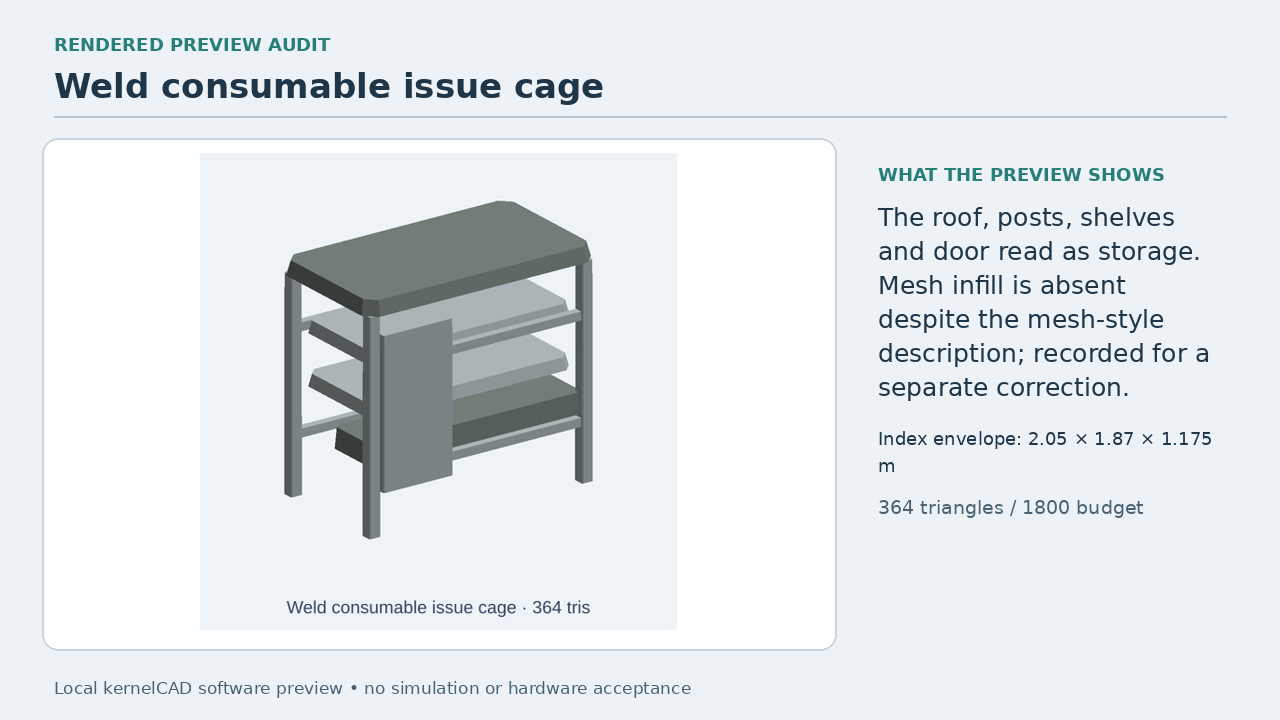 RENDERED PREVIEW AUDIT
Weld consumable issue cage
WHAT THE PREVIEW SHOWS
The roof, posts, shelves
and door read as storage.
Mesh infill is absent
despite the mesh-style
description; recorded for a
separate correction.
Index envelope: 2.05 × 1.87 × 1.175
m
364 triangles / 1800 budget
Weld consumable issue cage · 364 tris
Local kernelCAD software preview • no simulation or hardware acceptance